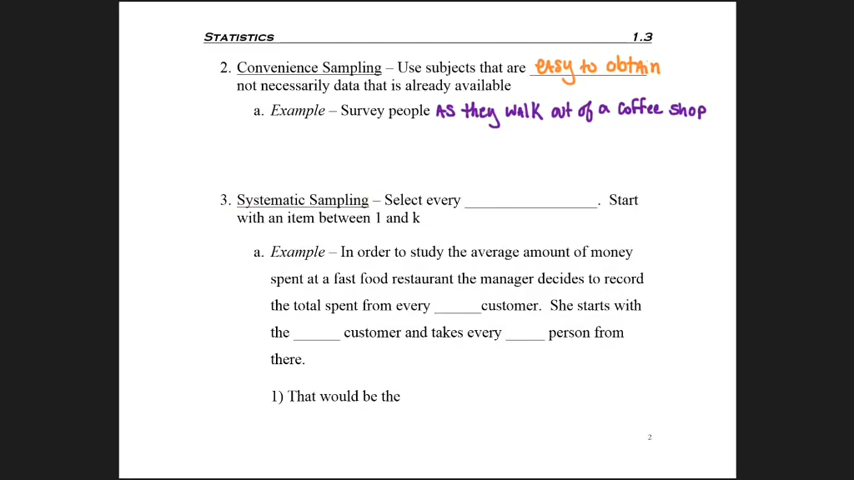 STATISTICS 1.3
2. Convenience Sampling – Use subjects that are easy to obtain
not necessarily data that is already available
a. Example – Survey people as they walk out of a coffee shop
3. Systematic Sampling – Select every ____________________. Start
with an item between 1 and k
a. Example – In order to study the average amount of money
spent at a fast food restaurant the manager decides to record
the total spent from every _______customer. She starts with
the _______ customer and takes every ______ person from
there.
1) That would be the
2